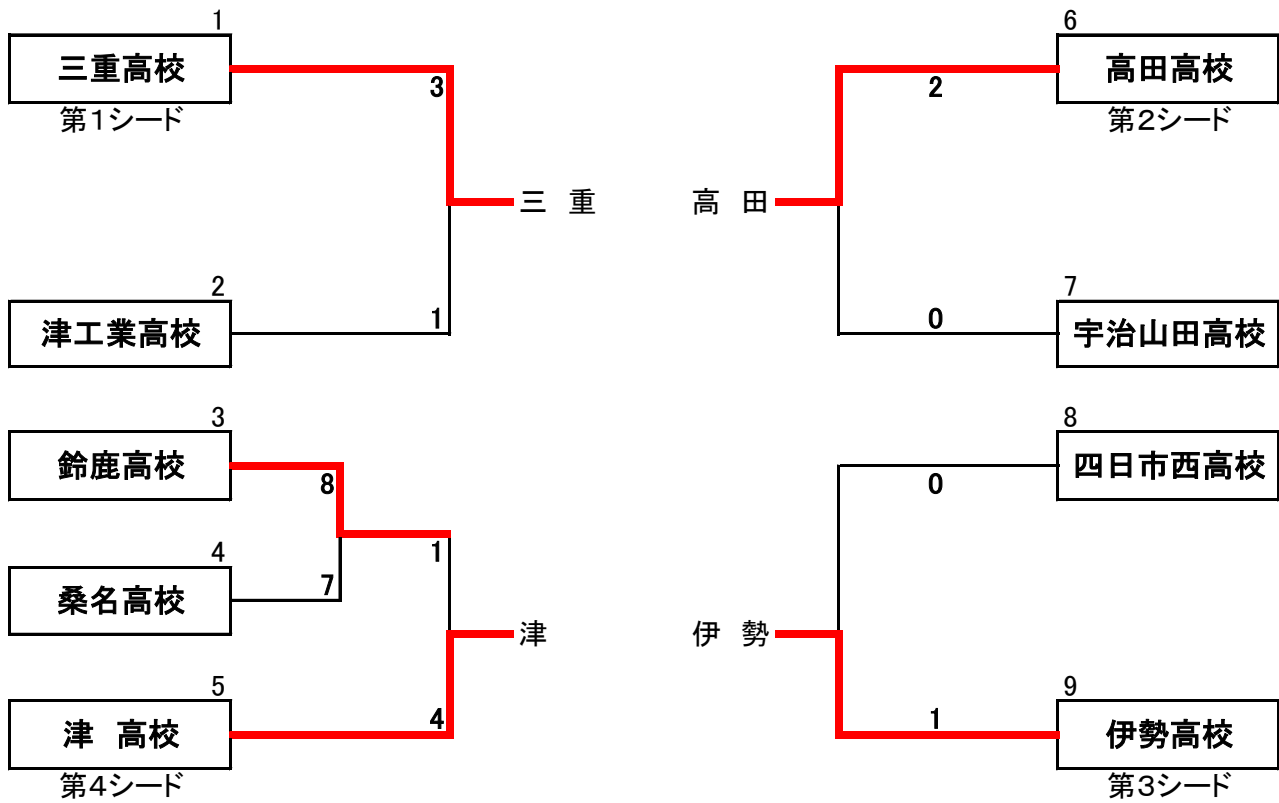 1
三重高校
第1シード
3
三 重
2
津工業高校
1
3
鈴鹿高校
8
4
桑名高校
7
1
津
5
津 高校
第4シード
4
6
高田高校
第2シード
2
高 田
7
宇治山田高校
0
8
四日市西高校
0
伊 勢
9
伊勢高校
第3シード
1